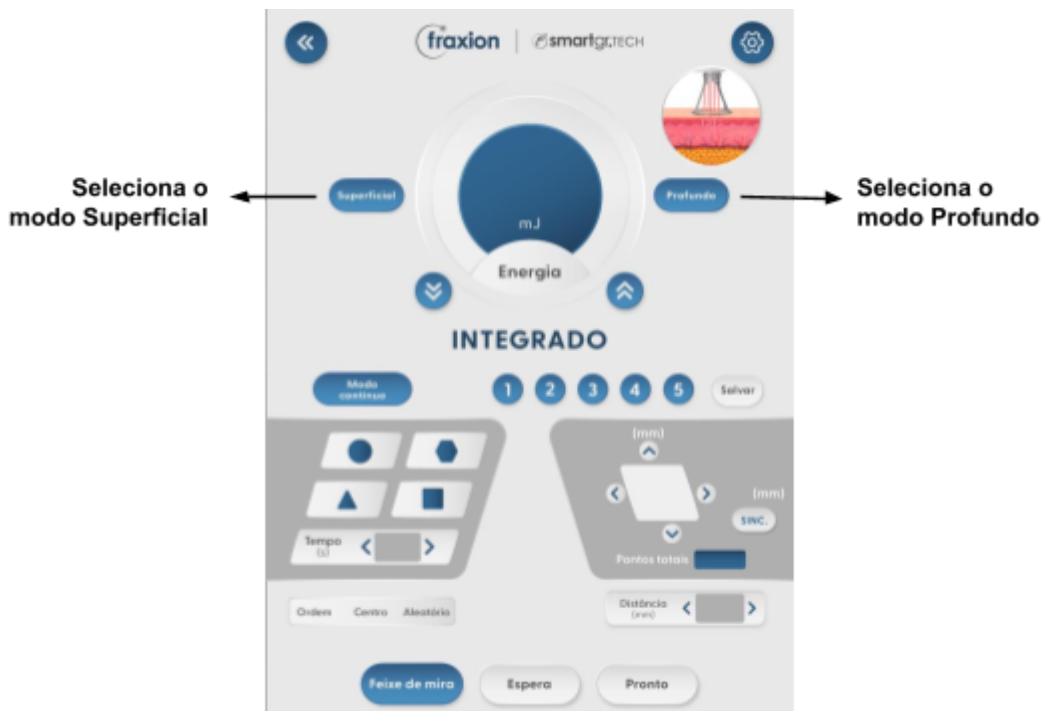 fraxion | smartgr.TECH
Seleciona o
modo Superficial
Superficial
Profundo
Seleciona o
modo Profundo
mJ
Energia
INTEGRADO
Modo
contínuo
1 2 3 4 5 Salvar
(mm)
(mm)
SINC.
Tempo
(s)
Pontos totais
Ordem Centro Aleatório
Distância
(mm)
Feixe de mira Espera Pronto